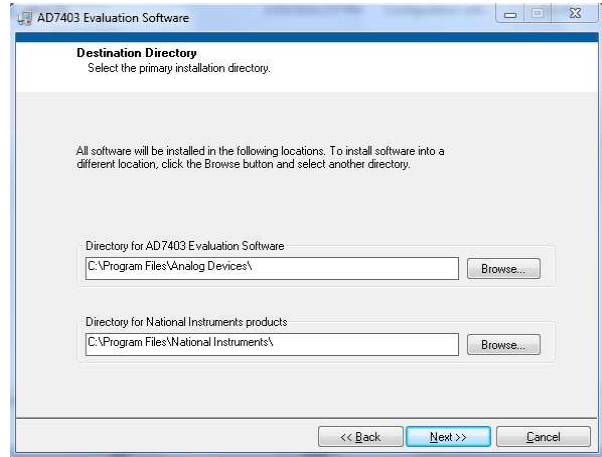 AD7403 Evaluation Software
Destination Directory
Select the primary installation directory.
All software will be installed in the following locations. To install software into a
different location, click the Browse button and select another directory.
Directory for AD7403 Evaluation Software
C:\Program Files\Analog Devices\
Browse...
Directory for National Instruments products
C:\Program Files\National Instruments\
Browse...
<< Back
Next >>
Cancel